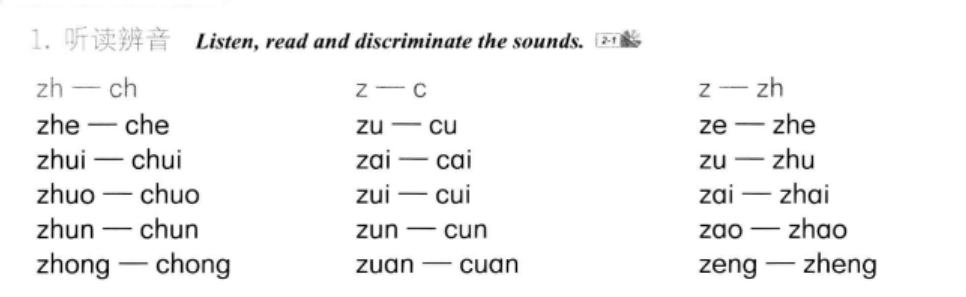 1. 听读辨音 Listen, read and discriminate the sounds. 2-1
zh — ch z — c z — zh
zhe — che zu — cu ze — zhe
zhui — chui zai — cai zu — zhu
zhuo — chuo zui — cui zai — zhai
zhun — chun zun — cun zao — zhao
zhong — chong zuan — cuan zeng — zheng